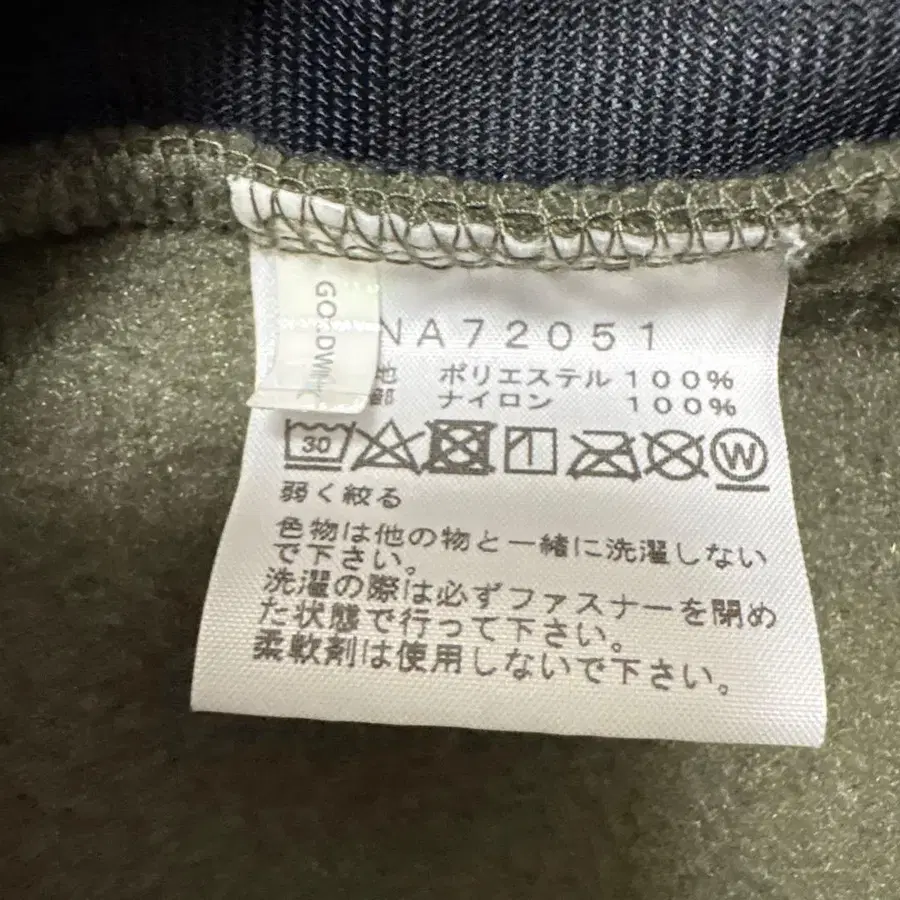 GOLDWIN
NA72051
地 ポリエステル 100%
部 ナイロン 100%
30
W
弱く絞る
色物は他の物と一緒に洗濯しない
で下さい。
洗濯の際は必ずファスナーを閉め
た状態で行って下さい。
柔軟剤は使用しないで下さい。